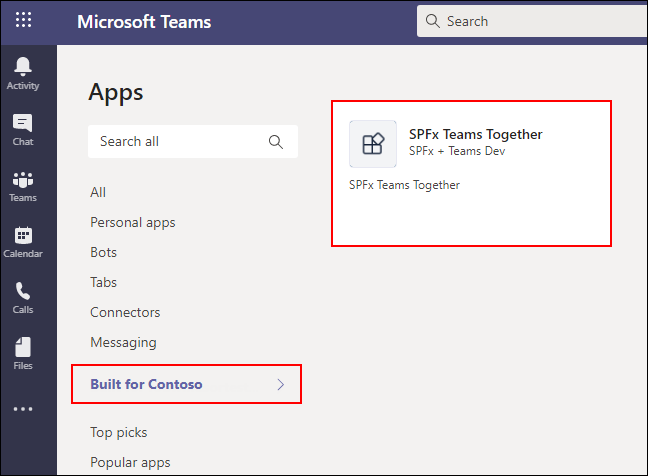 Microsoft Teams
Search
Activity
Chat
Teams
Calendar
Calls
Files
Apps
Search all
All
Personal apps
Bots
Tabs
Connectors
Messaging
Built for Contoso
Top picks
Popular apps
SPFx Teams Together
SPFx + Teams Dev
SPFx Teams Together